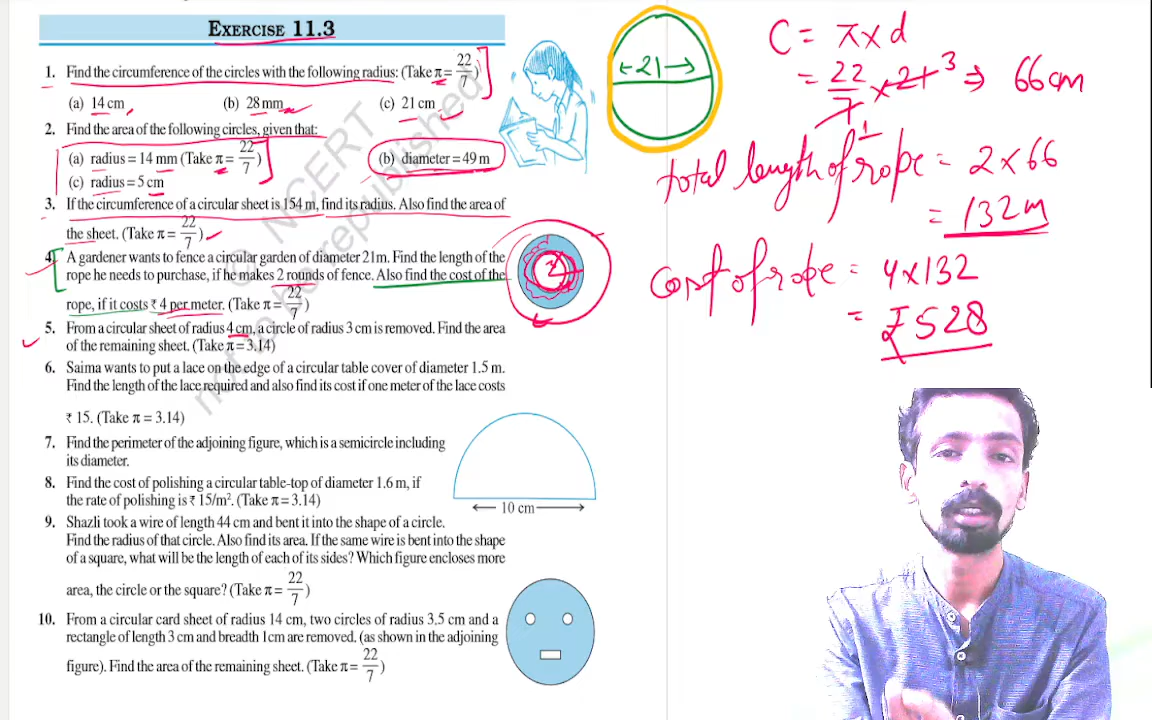 EXERCISE 11.3
1. Find the circumference of the circles with the following radius: (Take π = 22/7)
(a) 14 cm (b) 28 mm (c) 21 cm
2. Find the area of the following circles, given that:
(a) radius = 14 mm (Take π = 22/7) (b) diameter = 49 m
(c) radius = 5 cm
3. If the circumference of a circular sheet is 154 m, find its radius. Also find the area of
the sheet. (Take π = 22/7)
4. A gardener wants to fence a circular garden of diameter 21m. Find the length of the
rope he needs to purchase, if he makes 2 rounds of fence. Also find the cost of the
rope, if it costs ₹ 4 per meter. (Take π = 22/7)
5. From a circular sheet of radius 4 cm, a circle of radius 3 cm is removed. Find the area
of the remaining sheet. (Take π = 3.14)
6. Saima wants to put a lace on the edge of a circular table cover of diameter 1.5 m.
Find the length of the lace required and also find its cost if one meter of the lace costs
₹ 15. (Take π = 3.14)
7. Find the perimeter of the adjoining figure, which is a semicircle including
its diameter.
10 cm
8. Find the cost of polishing a circular table-top of diameter 1.6 m, if
the rate of polishing is ₹ 15/m². (Take π = 3.14)
9. Shazli took a wire of length 44 cm and bent it into the shape of a circle.
Find the radius of that circle. Also find its area. If the same wire is bent into the shape
of a square, what will be the length of each of its sides? Which figure encloses more
area, the circle or the square? (Take π = 22/7)
10. From a circular card sheet of radius 14 cm, two circles of radius 3.5 cm and a
rectangle of length 3 cm and breadth 1cm are removed. (as shown in the adjoining
figure). Find the area of the remaining sheet. (Take π = 22/7)
© NCERT
not to be republished
21
C = π × d
= 22/7 × 21 3 ⇒ 66 cm
1
total length of rope = 2 × 66
= 132 m
Cost of rope = 4 × 132
= ₹ 528